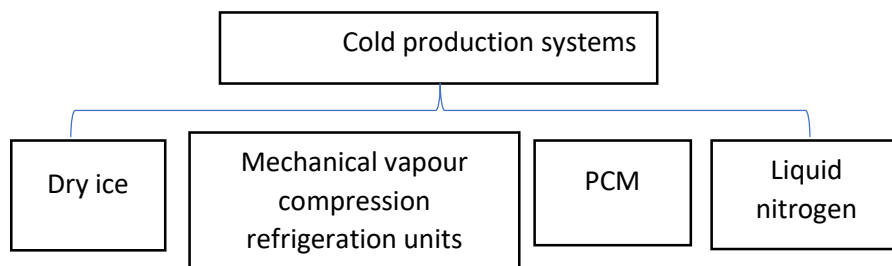 Cold production systems
Dry ice
Mechanical vapour
compression
refrigeration units
PCM
Liquid
nitrogen